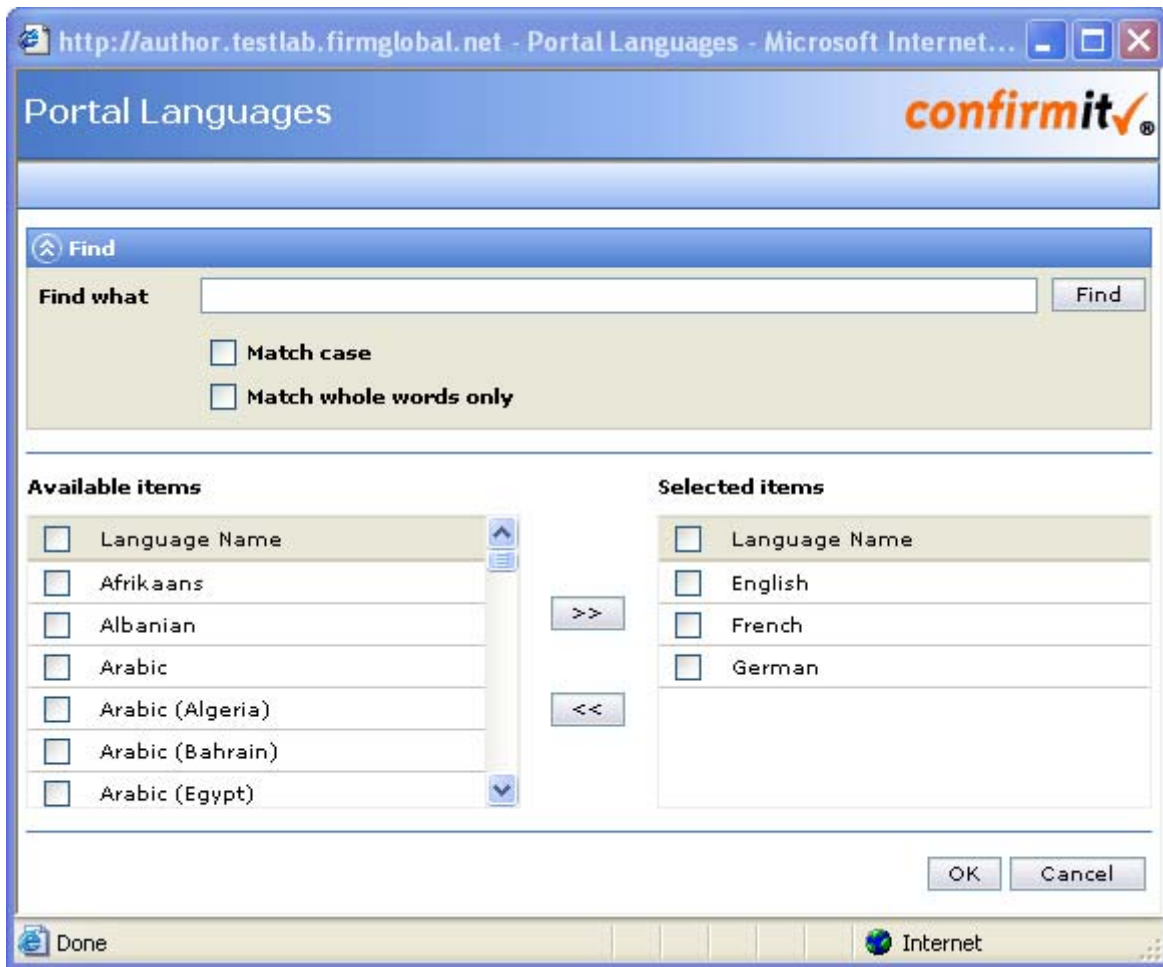 http://author.testlab.firmglobal.net - Portal Languages - Microsoft Internet...
Portal Languages
confirmit®
Find
Find what
Find
Match case
Match whole words only
Available items
Selected items
Language Name
Language Name
Afrikaans
English
Albanian
>>
French
Arabic
German
Arabic (Algeria)
<<
Arabic (Bahrain)
Arabic (Egypt)
OK
Cancel
Done
Internet